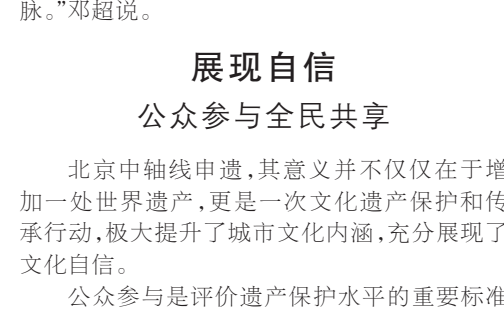 脉。”邓超说。
展现自信
公众参与全民共享
北京中轴线申遗,其意义并不仅仅在于增
加一处世界遗产,更是一次文化遗产保护和传
承行动,极大提升了城市文化内涵,充分展现了
文化自信。
公众参与是评价遗产保护水平的重要标准